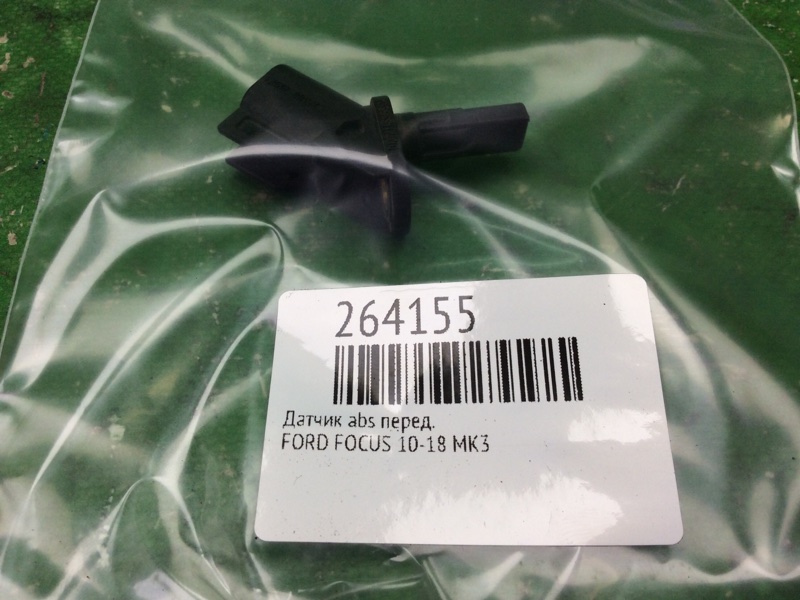 264155
Датчик abs перед.
FORD FOCUS 10-18 MK3